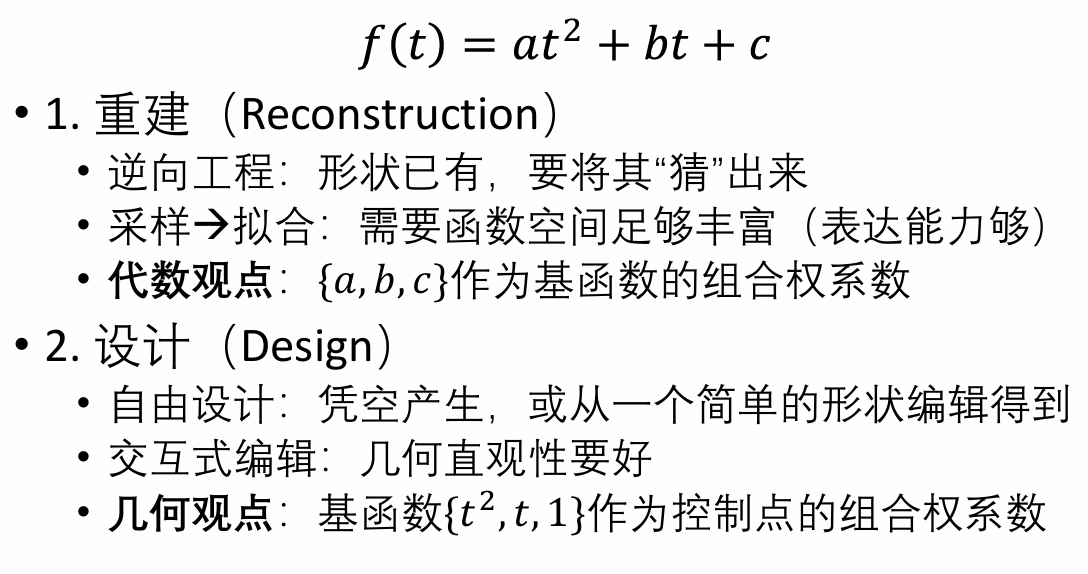 f(t) = at² + bt + c
• 1. 重建（Reconstruction）
• 逆向工程：形状已有，要将其“猜”出来
• 采样→拟合：需要函数空间足够丰富（表达能力够）
• 代数观点：{a, b, c}作为基函数的组合权系数
• 2. 设计（Design）
• 自由设计：凭空产生，或从一个简单的形状编辑得到
• 交互式编辑：几何直观性要好
• 几何观点：基函数{t², t, 1}作为控制点的组合权系数